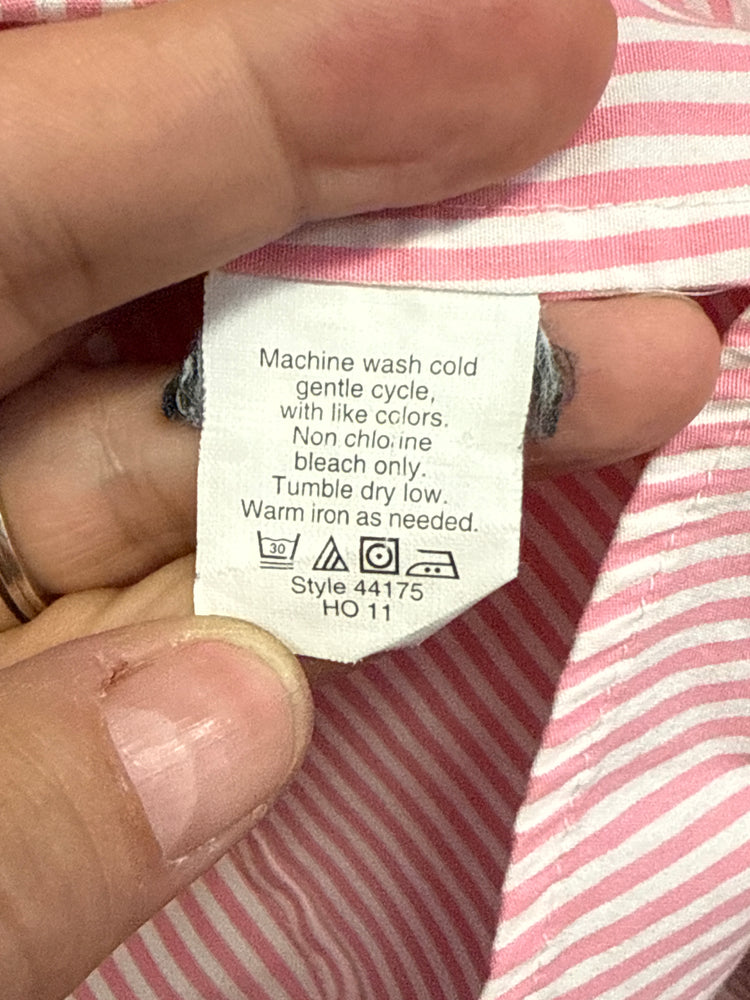 Machine wash cold
gentle cycle,
with like colors.
Non chlorine
bleach only.
Tumble dry low.
Warm iron as needed.
30
Style 44175
HO 11